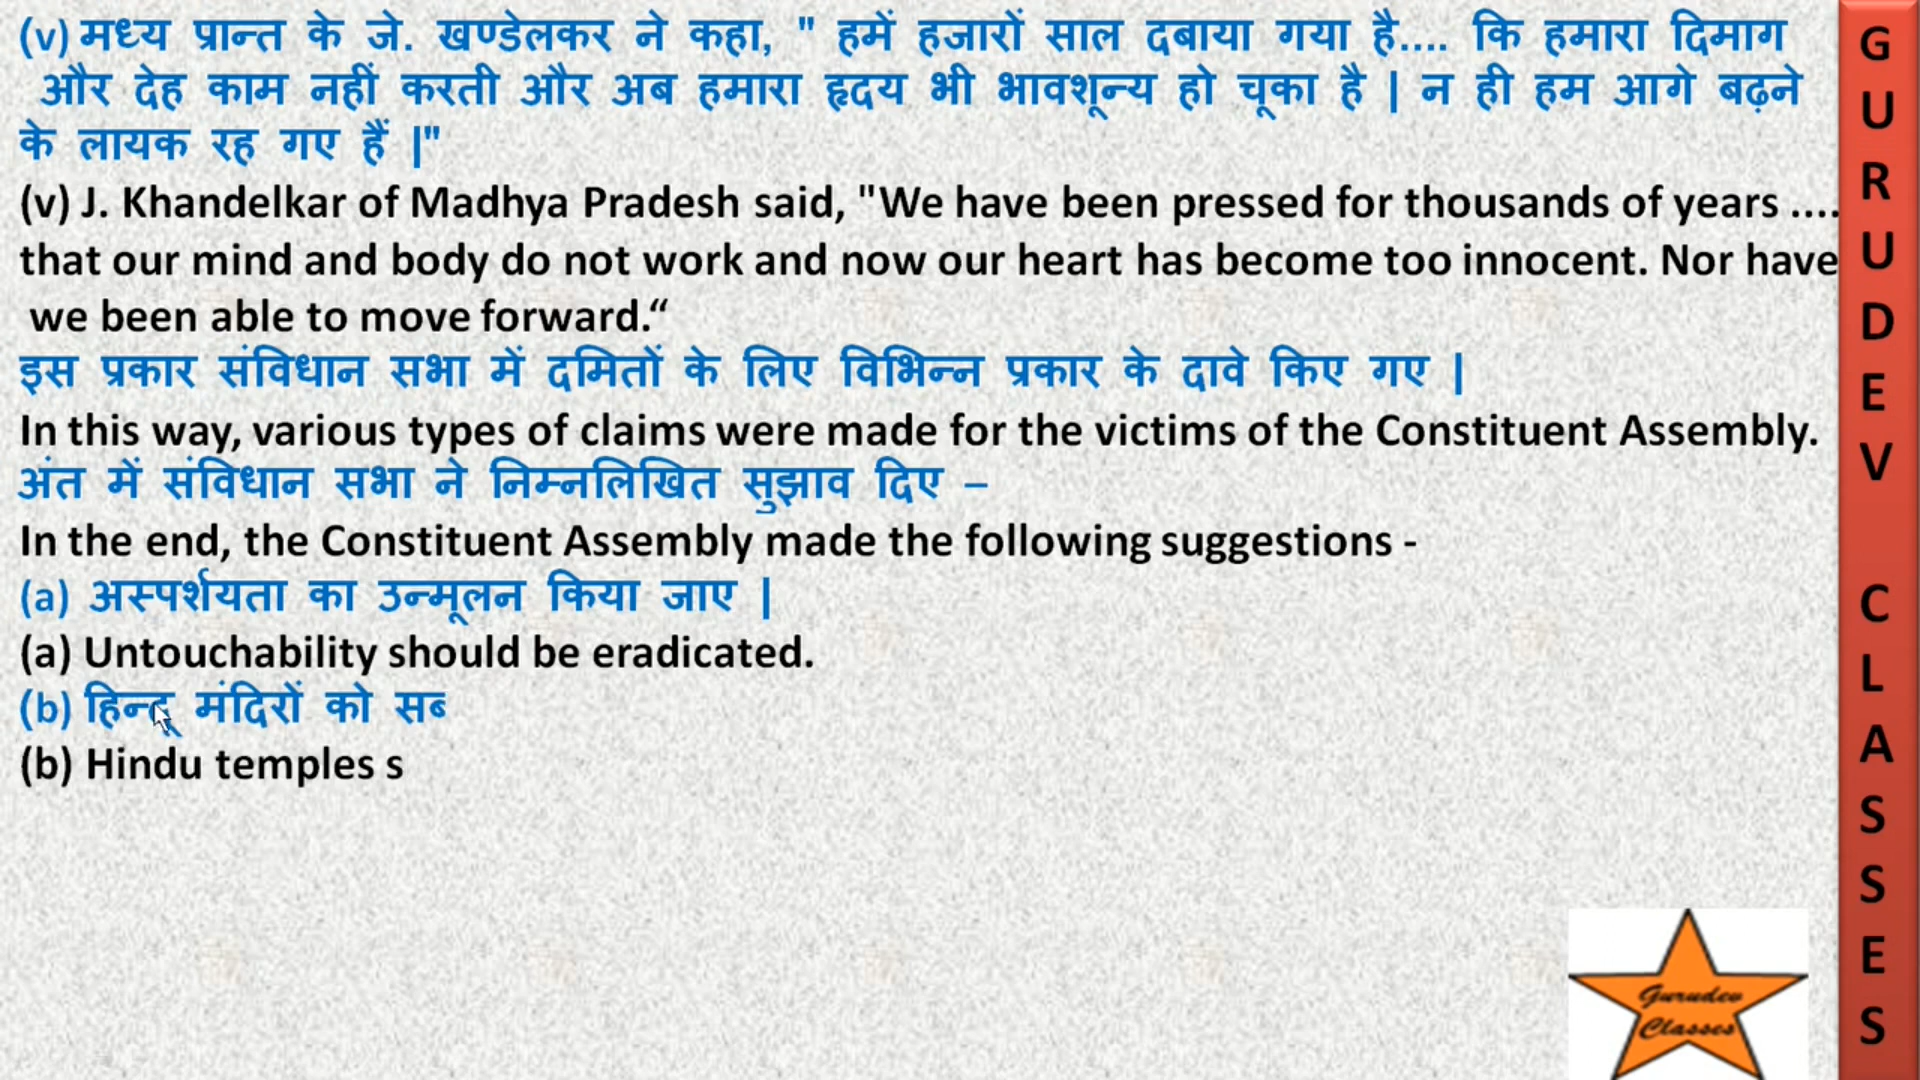 (v) मध्य प्रान्त के जे. खण्डेलकर ने कहा, " हमें हजारों साल दबाया गया है.... कि हमारा दिमाग
और देह काम नहीं करती और अब हमारा हृदय भी भावशून्य हो चूका है | न ही हम आगे बढ़ने
के लायक रह गए हैं |"
(v) J. Khandelkar of Madhya Pradesh said, "We have been pressed for thousands of years ....
that our mind and body do not work and now our heart has become too innocent. Nor have
we been able to move forward.“
इस प्रकार संविधान सभा में दमितों के लिए विभिन्न प्रकार के दावे किए गए |
In this way, various types of claims were made for the victims of the Constituent Assembly.
अंत में संविधान सभा ने निम्नलिखित सुझाव दिए –
In the end, the Constituent Assembly made the following suggestions -
(a) अस्पर्शयता का उन्मूलन किया जाए |
(a) Untouchability should be eradicated.
(b) हिन्दू मंदिरों को सब
(b) Hindu temples s
GURUDEV CLASSES
Gurudev
Classes